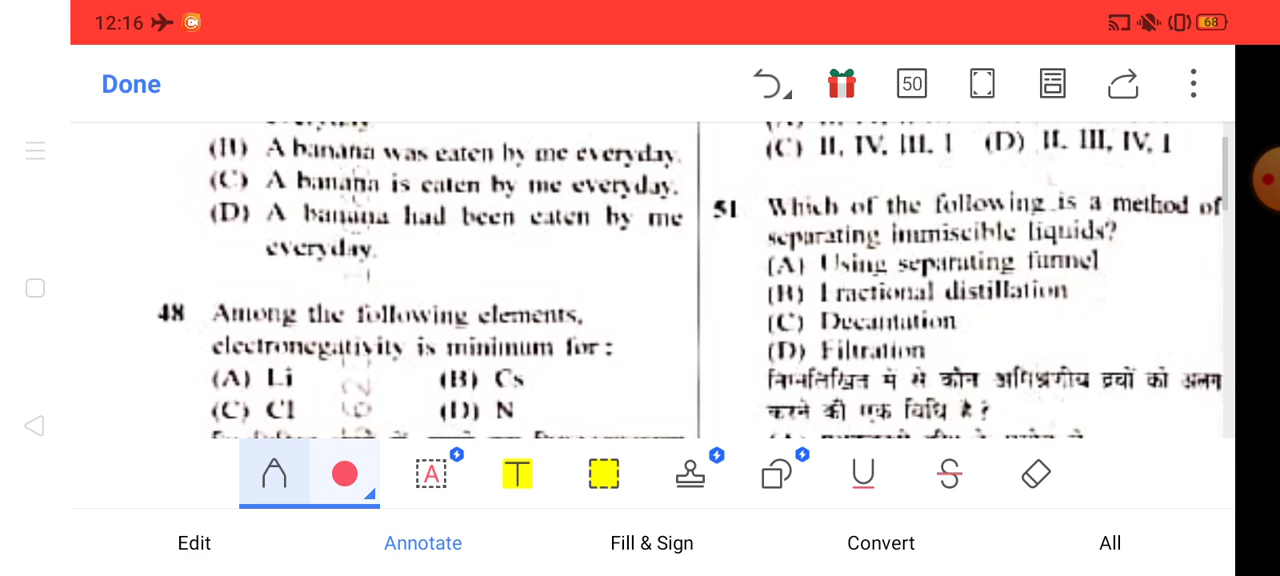 12:16
68
Done
50
(B) A banana was eaten by me everyday.
(C) A banana is eaten by me everyday.
(D) A banana had been eaten by me
everyday.
48 Among the following elements,
electronegativity is minimum for :
(A) Li (B) Cs
(C) Cl (D) N
(C) II, IV, III, I (D) II, III, IV, I
51 Which of the following is a method of
separating immiscible liquids?
(A) Using separating funnel
(B) Fractional distillation
(C) Decantation
(D) Filtration
निम्नलिखित में से कौन अमिश्रणीय द्रवों को अलग
करने की एक विधि है ?
A
T
U
S
Edit
Annotate
Fill & Sign
Convert
All